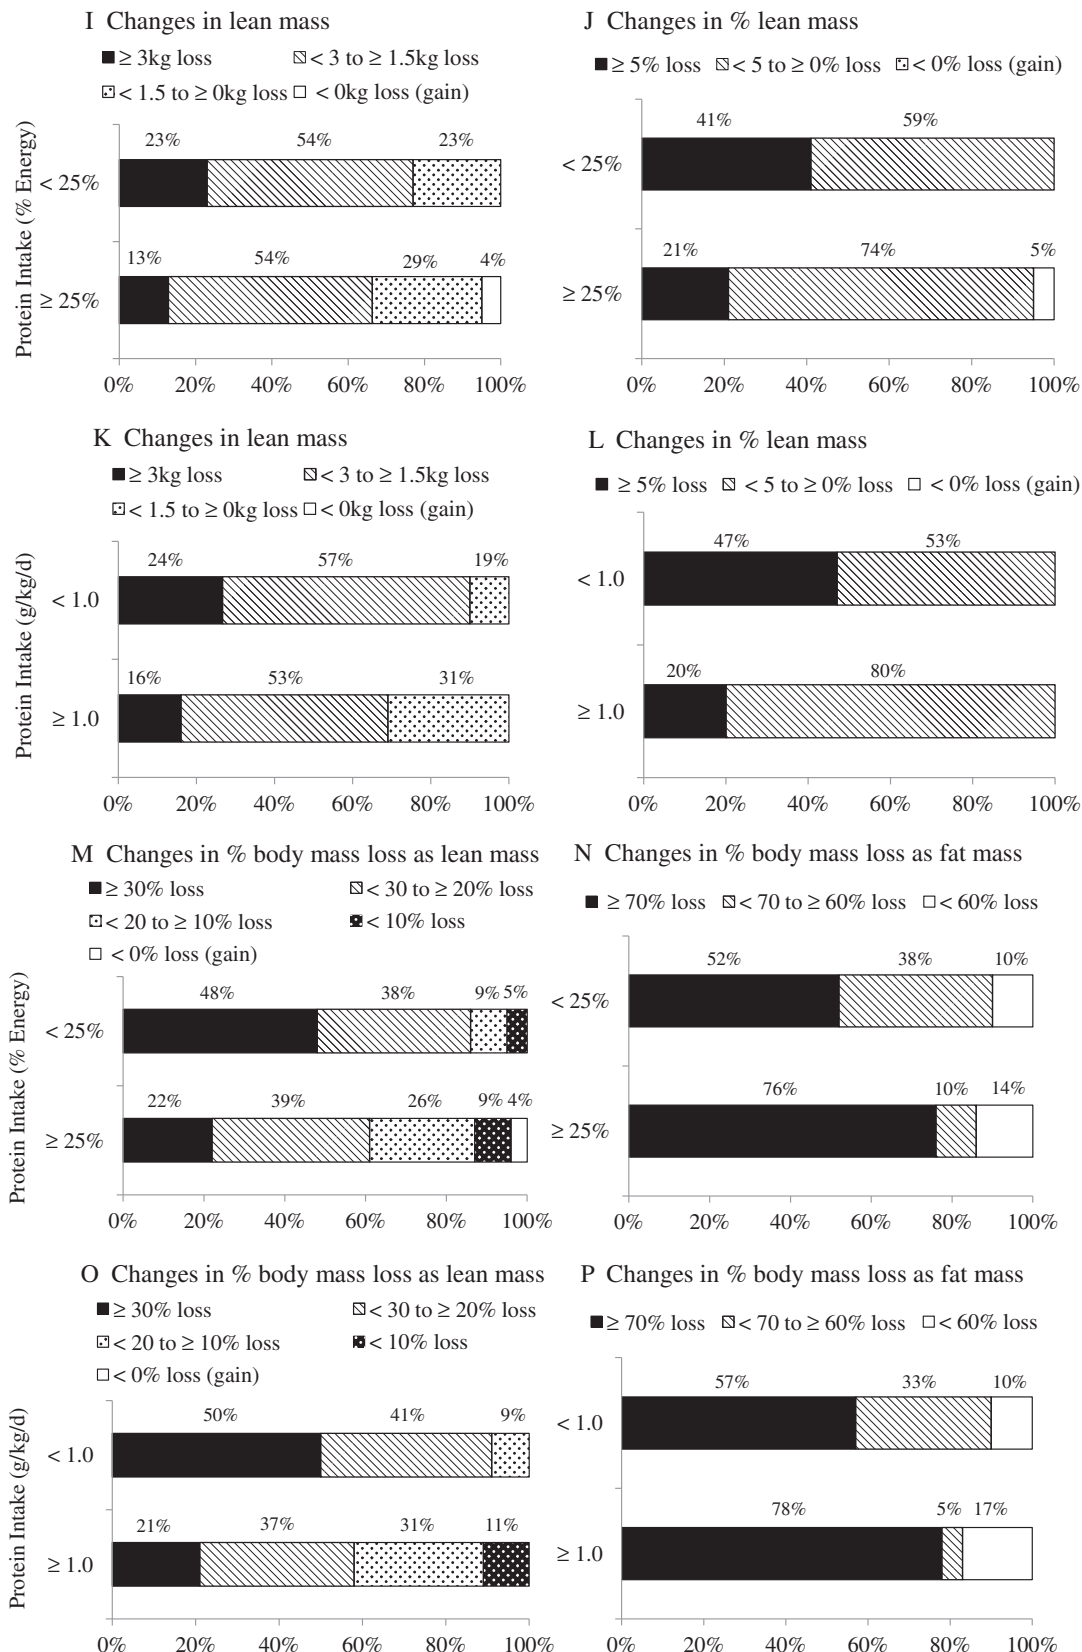 I Changes in lean mass
≥ 3kg loss < 3 to ≥ 1.5kg loss
< 1.5 to ≥ 0kg loss < 0kg loss (gain)
Protein Intake (% Energy)
23% 54% 23%
< 25%
13% 54% 29% 4%
≥ 25%
0% 20% 40% 60% 80% 100%
J Changes in % lean mass
≥ 5% loss < 5 to ≥ 0% loss < 0% loss (gain)
41% 59%
< 25%
21% 74% 5%
≥ 25%
0% 20% 40% 60% 80% 100%
K Changes in lean mass
≥ 3kg loss < 3 to ≥ 1.5kg loss
< 1.5 to ≥ 0kg loss < 0kg loss (gain)
Protein Intake (g/kg/d)
24% 57% 19%
< 1.0
16% 53% 31%
≥ 1.0
0% 20% 40% 60% 80% 100%
L Changes in % lean mass
≥ 5% loss < 5 to ≥ 0% loss < 0% loss (gain)
47% 53%
< 1.0
20% 80%
≥ 1.0
0% 20% 40% 60% 80% 100%
M Changes in % body mass loss as lean mass
≥ 30% loss < 30 to ≥ 20% loss
< 20 to ≥ 10% loss < 10% loss
< 0% loss (gain)
Protein Intake (% Energy)
48% 38% 9% 5%
< 25%
22% 39% 26% 9% 4%
≥ 25%
0% 20% 40% 60% 80% 100%
N Changes in % body mass loss as fat mass
≥ 70% loss < 70 to ≥ 60% loss < 60% loss
52% 38% 10%
< 25%
76% 10% 14%
≥ 25%
0% 20% 40% 60% 80% 100%
O Changes in % body mass loss as lean mass
≥ 30% loss < 30 to ≥ 20% loss
< 20 to ≥ 10% loss < 10% loss
< 0% loss (gain)
Protein Intake (g/kg/d)
50% 41% 9%
< 1.0
21% 37% 31% 11%
≥ 1.0
0% 20% 40% 60% 80% 100%
P Changes in % body mass loss as fat mass
≥ 70% loss < 70 to ≥ 60% loss < 60% loss
57% 33% 10%
< 1.0
78% 5% 17%
≥ 1.0
0% 20% 40% 60% 80% 100%